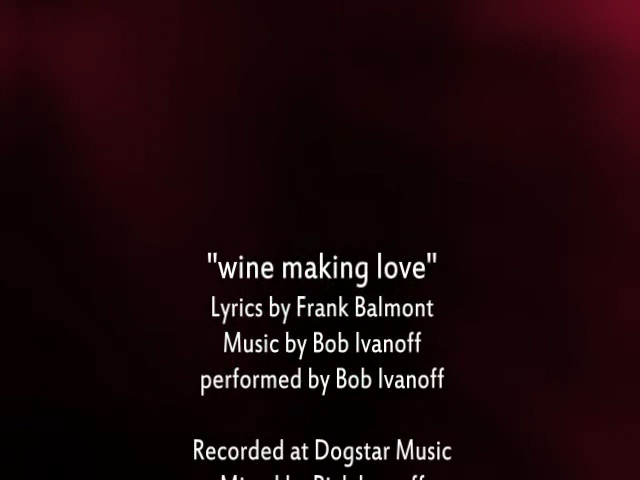 "wine making love"
Lyrics by Frank Balmont
Music by Bob Ivanoff
performed by Bob Ivanoff
Recorded at Dogstar Music